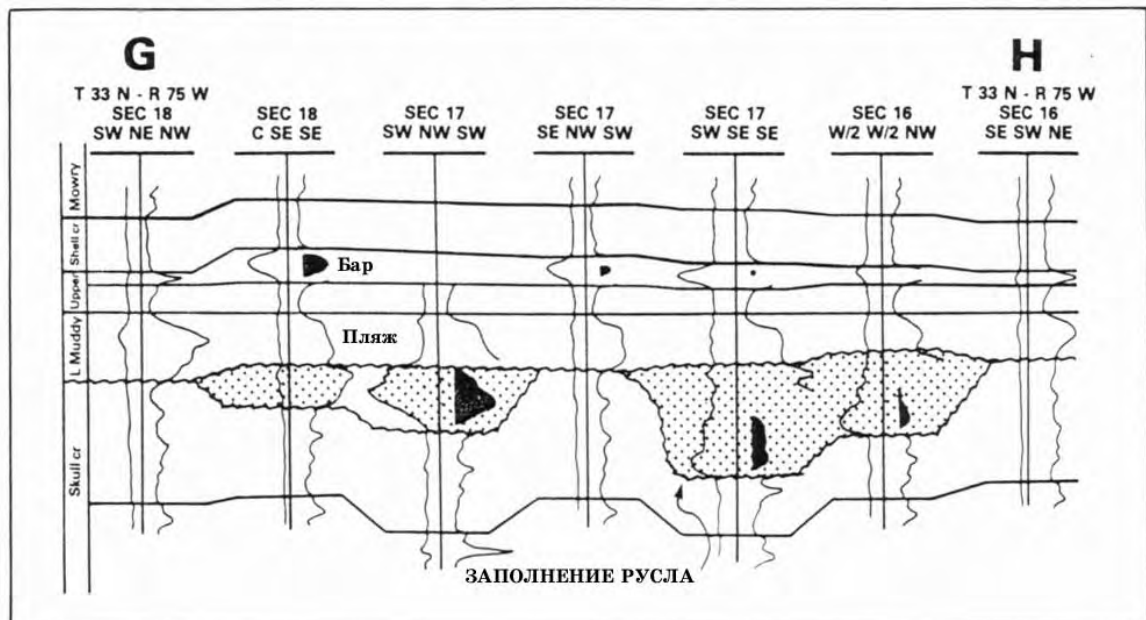 G
H
T 33 N - R 75 W
SEC 18
SW NE NW
SEC 18
C SE SE
SEC 17
SW NW SW
SEC 17
SE NW SW
SEC 17
SW SE SE
SEC 16
W/2 W/2 NW
T 33 N - R 75 W
SEC 16
SE SW NE
Mowry
Shell cr
Upper
L Muddy
Skull cr
Бар
Пляж
ЗАПОЛНЕНИЕ РУСЛА